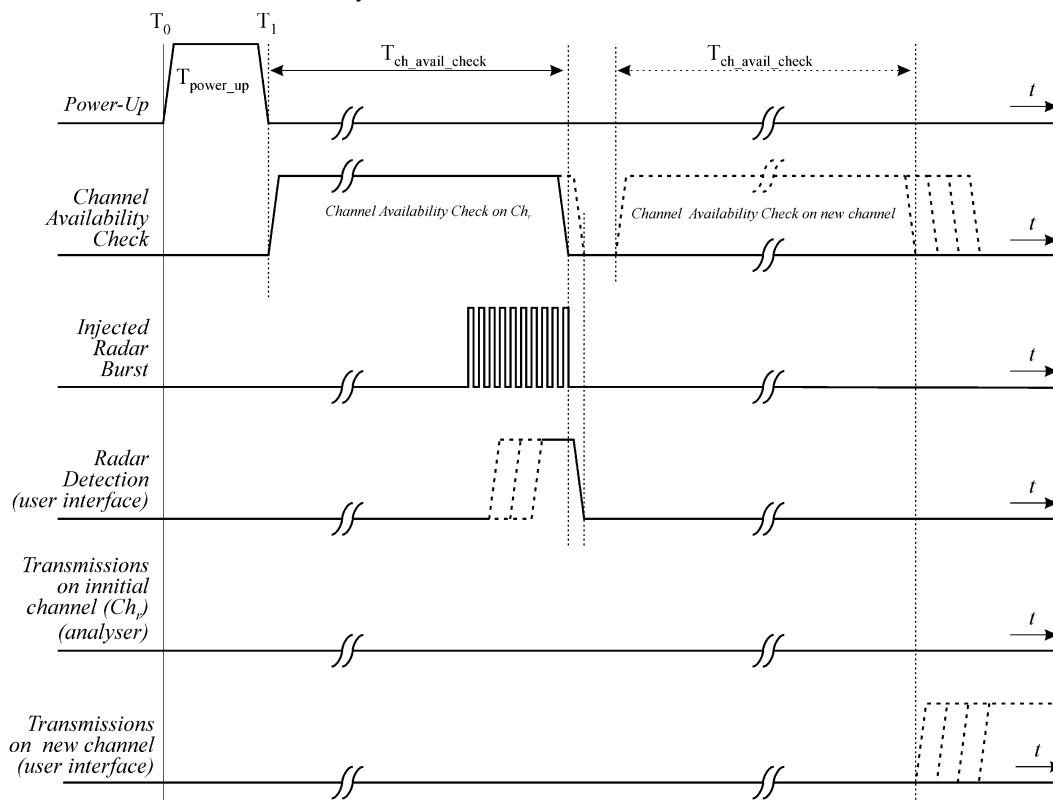 T0 T1
Tch_avail_check Tch_avail_check
Tpower_up
Power-Up
t
Channel
Availability
Check
Channel Availability Check on Chr
Channel Availability Check on new channel
t
Injected
Radar
Burst
t
Radar
Detection
(user interface)
t
Transmissions
on innitial
channel (Chr)
(analyser)
t
Transmissions
on new channel
(user interface)
t